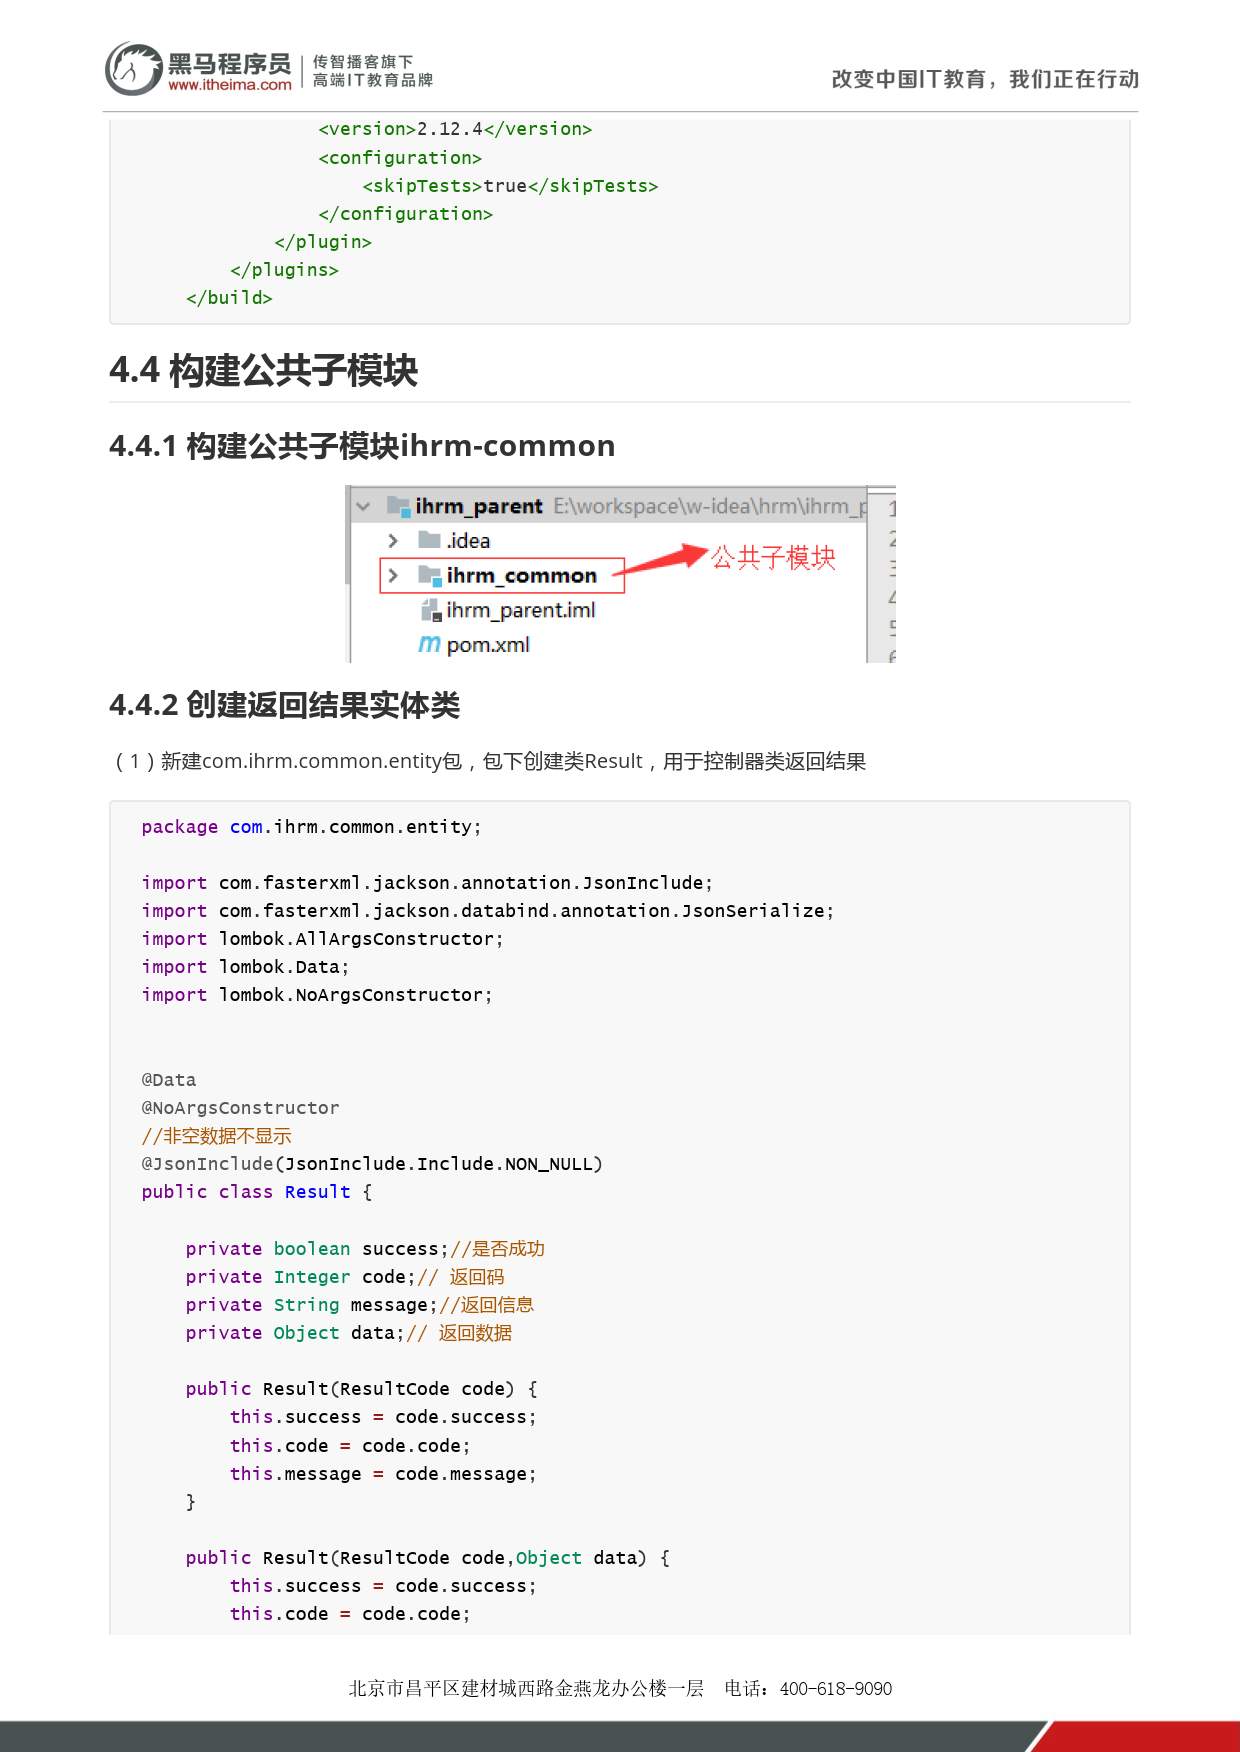 黑马程序员
www.itheima.com
传智播客旗下
高端IT教育品牌
改变中国IT教育，我们正在行动
<version>2.12.4</version>
<configuration>
<skipTests>true</skipTests>
</configuration>
</plugin>
</plugins>
</build>
4.4 构建公共子模块
4.4.1 构建公共子模块ihrm-common
ihrm_parent E:\workspace\w-idea\hrm\ihrm_p
.idea
ihrm_common
公共子模块
ihrm_parent.iml
pom.xml
1
2
3
4
5
6
4.4.2 创建返回结果实体类
（1）新建com.ihrm.common.entity包，包下创建类Result，用于控制器类返回结果
package com.ihrm.common.entity;
import com.fasterxml.jackson.annotation.JsonInclude;
import com.fasterxml.jackson.databind.annotation.JsonSerialize;
import lombok.AllArgsConstructor;
import lombok.Data;
import lombok.NoArgsConstructor;
@Data
@NoArgsConstructor
//非空数据不显示
@JsonInclude(JsonInclude.Include.NON_NULL)
public class Result {
private boolean success;//是否成功
private Integer code;// 返回码
private String message;//返回信息
private Object data;// 返回数据
public Result(ResultCode code) {
this.success = code.success;
this.code = code.code;
this.message = code.message;
}
public Result(ResultCode code,Object data) {
this.success = code.success;
this.code = code.code;
北京市昌平区建材城西路金燕龙办公楼一层 电话：400-618-9090